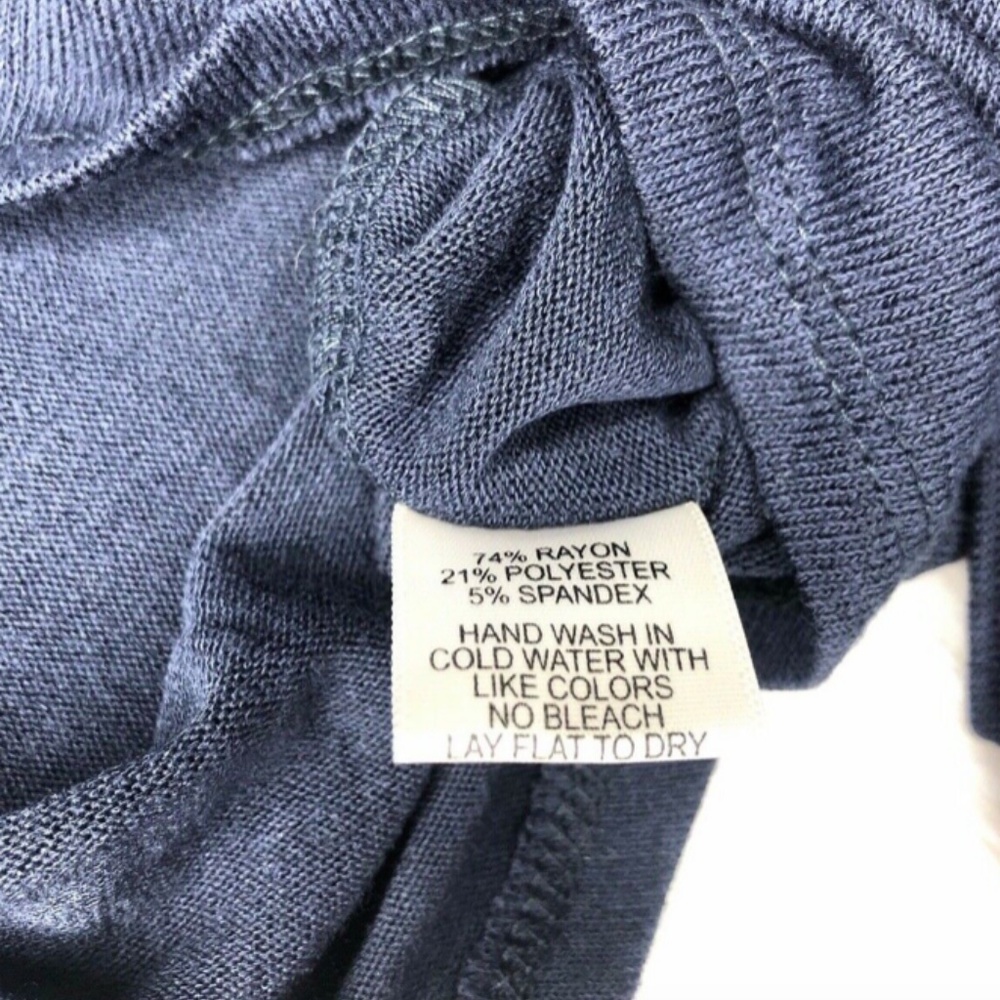 74% RAYON
21% POLYESTER
5% SPANDEX
HAND WASH IN
COLD WATER WITH
LIKE COLORS
NO BLEACH
LAY FLAT TO DRY